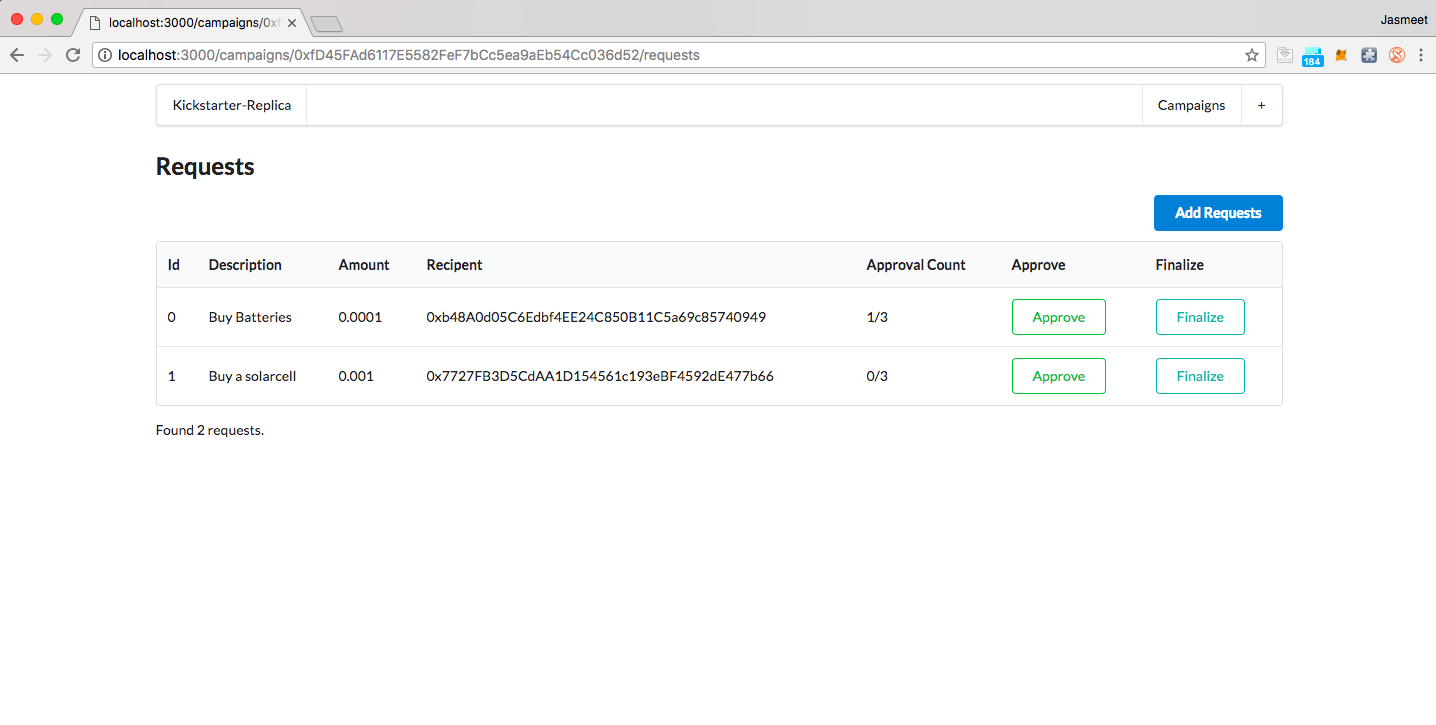 localhost:3000/campaigns/0xf
Jasmeet
localhost:3000/campaigns/0xfD45FAd6117E5582FeF7bCc5ea9aEb54Cc036d52/requests
184
Kickstarter-Replica Campaigns +
Requests
Add Requests
Id Description Amount Recipent Approval Count Approve Finalize
0 Buy Batteries 0.0001 0xb48A0d05C6Edbf4EE24C850B11C5a69c85740949 1/3 Approve Finalize
1 Buy a solarcell 0.001 0x7727FB3D5CdAA1D154561c193eBF4592dE477b66 0/3 Approve Finalize
Found 2 requests.